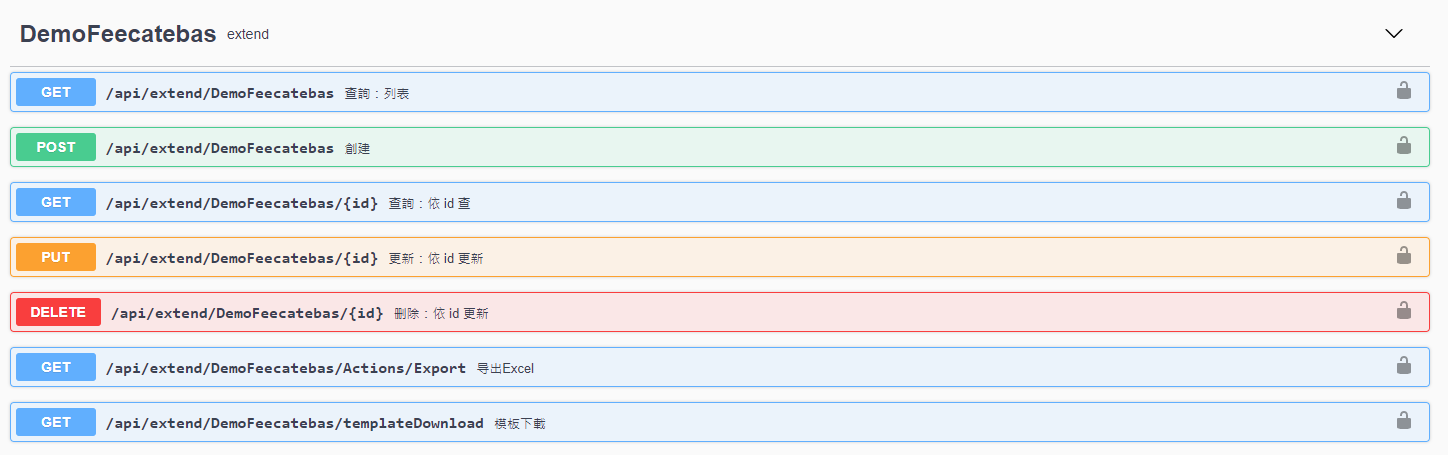 DemoFeecatebas extend
GET /api/extend/DemoFeecatebas 查詢：列表
POST /api/extend/DemoFeecatebas 創建
GET /api/extend/DemoFeecatebas/{id} 查詢：依 id 查
PUT /api/extend/DemoFeecatebas/{id} 更新：依 id 更新
DELETE /api/extend/DemoFeecatebas/{id} 刪除：依 id 更新
GET /api/extend/DemoFeecatebas/Actions/Export 导出Excel
GET /api/extend/DemoFeecatebas/templateDownload 模板下載